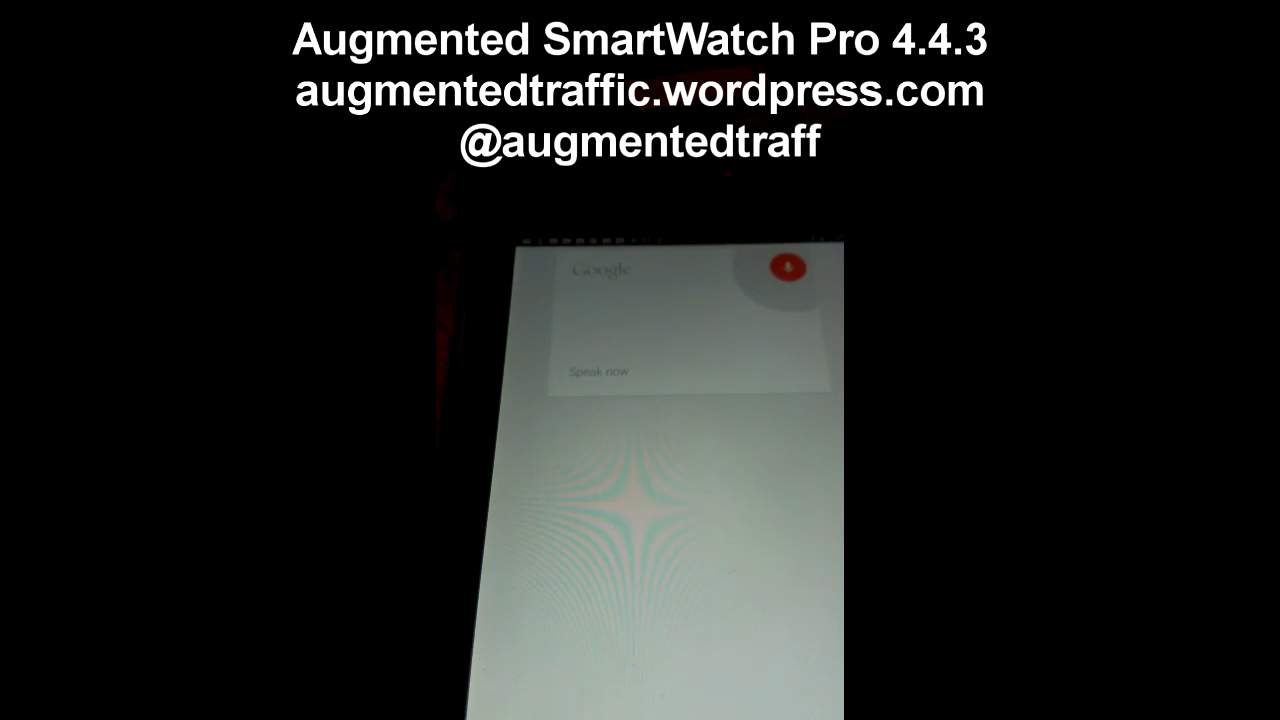 Augmented SmartWatch Pro 4.4.3
augmentedtraffic.wordpress.com
@augmentedtraff
Google
Speak now